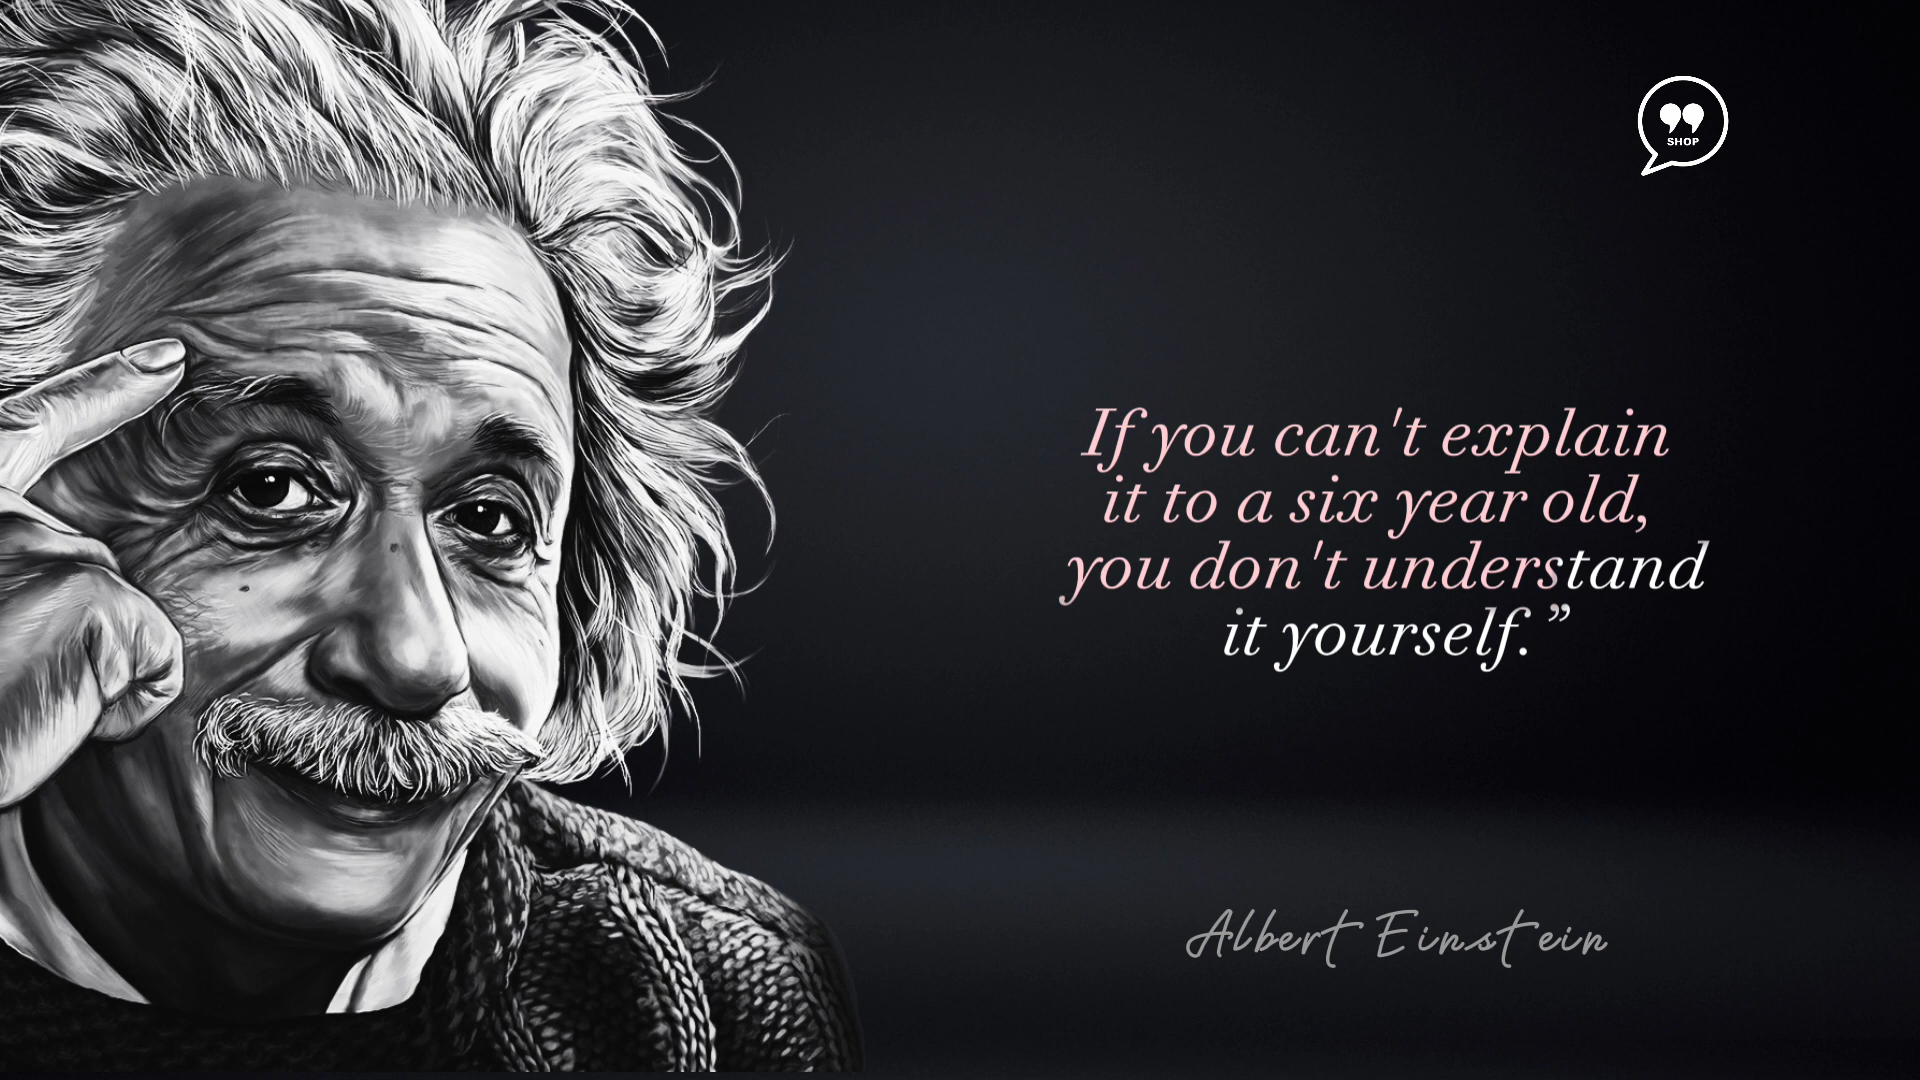 SHOP
If you can't explain
it to a six year old,
you don't understand
it yourself.”
Albert Einstein